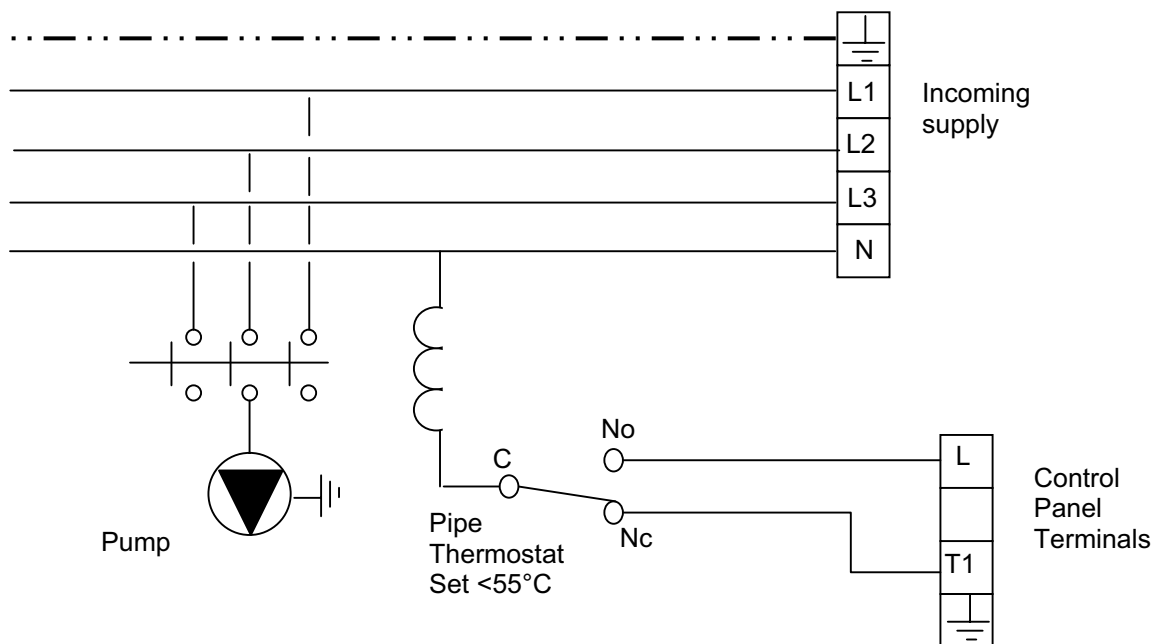 L1
Incoming
supply
L2
L3
N
No
C
L
Control
Panel
Terminals
Pump
Pipe
Thermostat
Set <55°C
Nc
T1